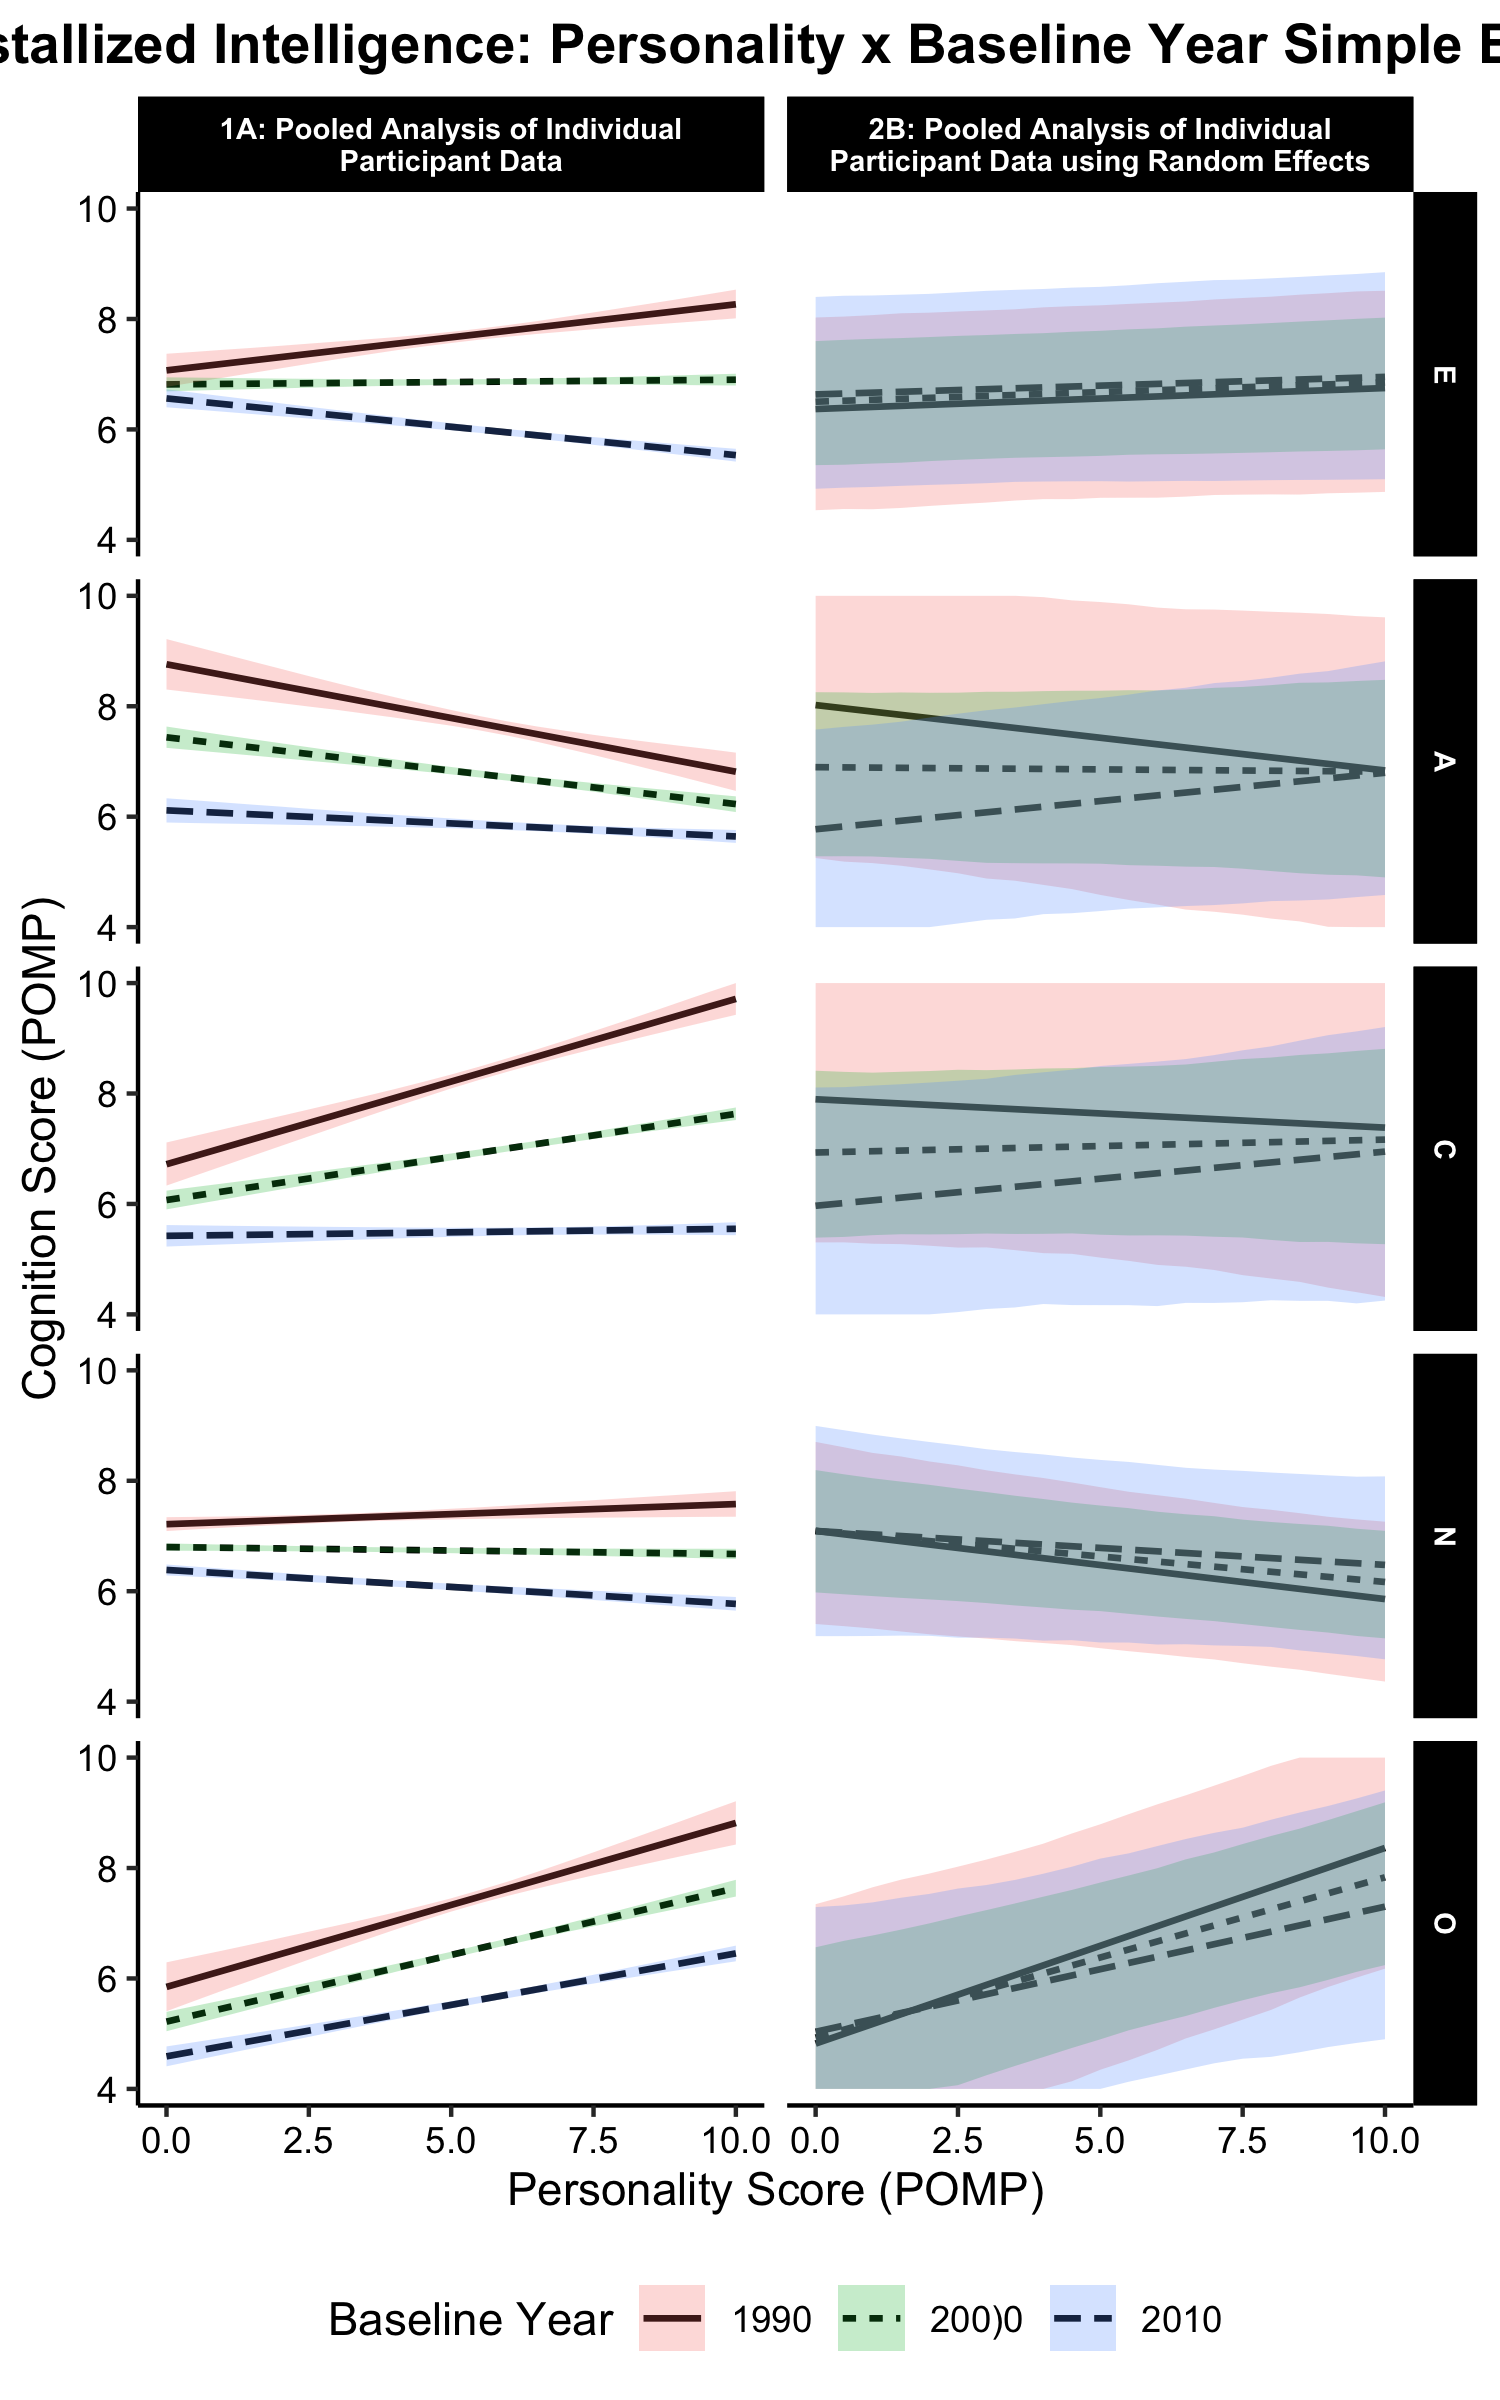 stallized Intelligence: Personality x Baseline Year Simple E
1A: Pooled Analysis of Individual
Participant Data
2B: Pooled Analysis of Individual
Participant Data using Random Effects
10
8
6
4
E
10
8
6
4
A
10
8
6
4
C
10
8
6
4
N
10
8
6
4
O
Cognition Score (POMP)
0.0 2.5 5.0 7.5 10.0 0.0 2.5 5.0 7.5 10.0
Personality Score (POMP)
Baseline Year 1990 200)0 2010